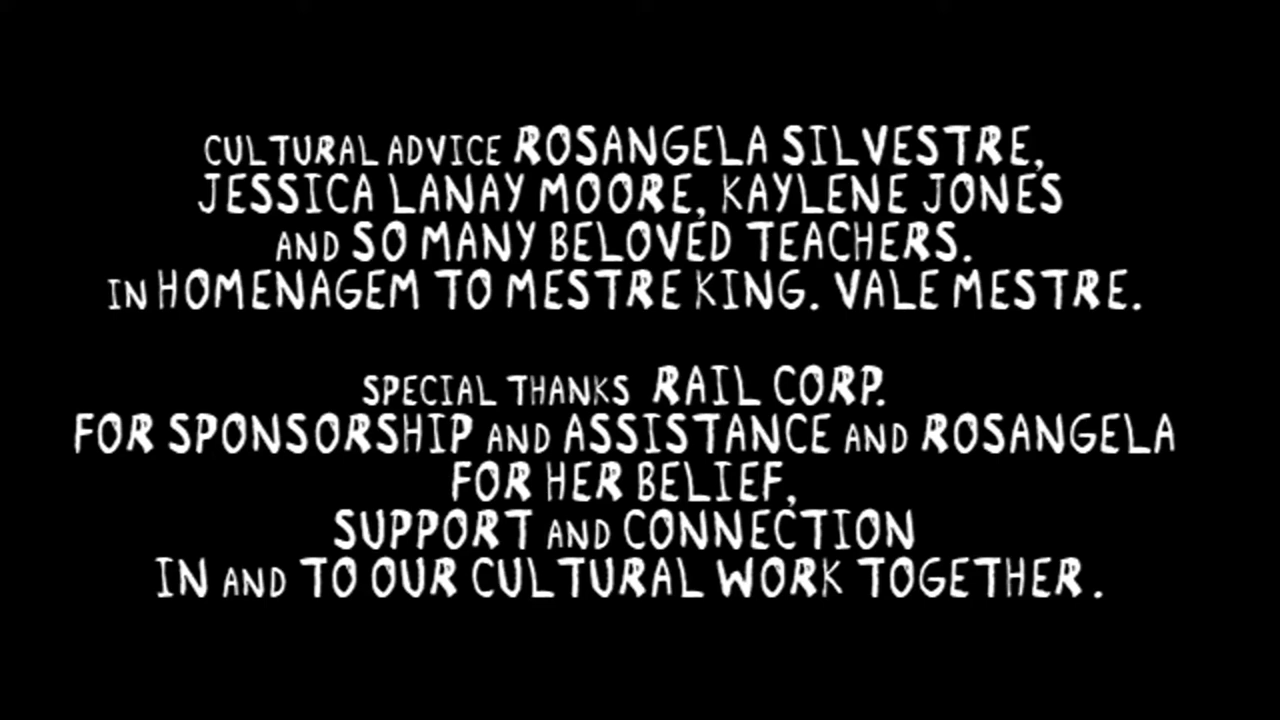 CULTURAL ADVICE ROSANGELA SILVESTRE,
JESSICA LANAY MOORE, KAYLENE JONES
AND SO MANY BELOVED TEACHERS.
IN HOMENAGEM TO MESTRE KING. VALE MESTRE.
SPECIAL THANKS RAIL CORP.
FOR SPONSORSHIP AND ASSISTANCE AND ROSANGELA
FOR HER BELIEF,
SUPPORT AND CONNECTION
IN AND TO OUR CULTURAL WORK TOGETHER.